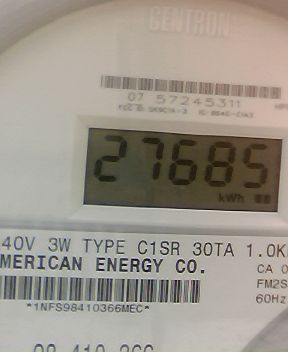 CENTRON
07 57245311
27685
kWh
40V 3W TYPE C1SR 30TA 1.0K
MERICAN ENERGY CO.
CA 0
FM2S
60Hz
*1NFS98410366MEC*